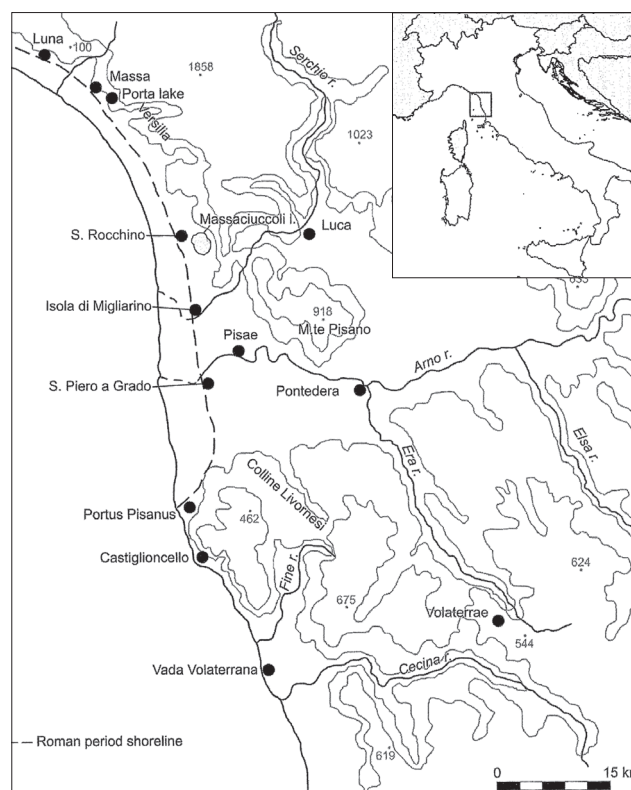 Luna
100
Massa
Porta lake
1858
Serchio r.
Versilia
1023
S. Rocchino
Massaciuccoli l.
Luca
Isola di Migliarino
918
M.te Pisano
Pisae
Arno r.
S. Piero a Grado
Pontedera
Elsa r.
Era r.
Colline Livornesi
Portus Pisanus
462
Castiglioncello
Fine r.
624
675
Volaterrae
544
Vada Volaterrana
Cecina r.
Roman period shoreline
619
0 15 km